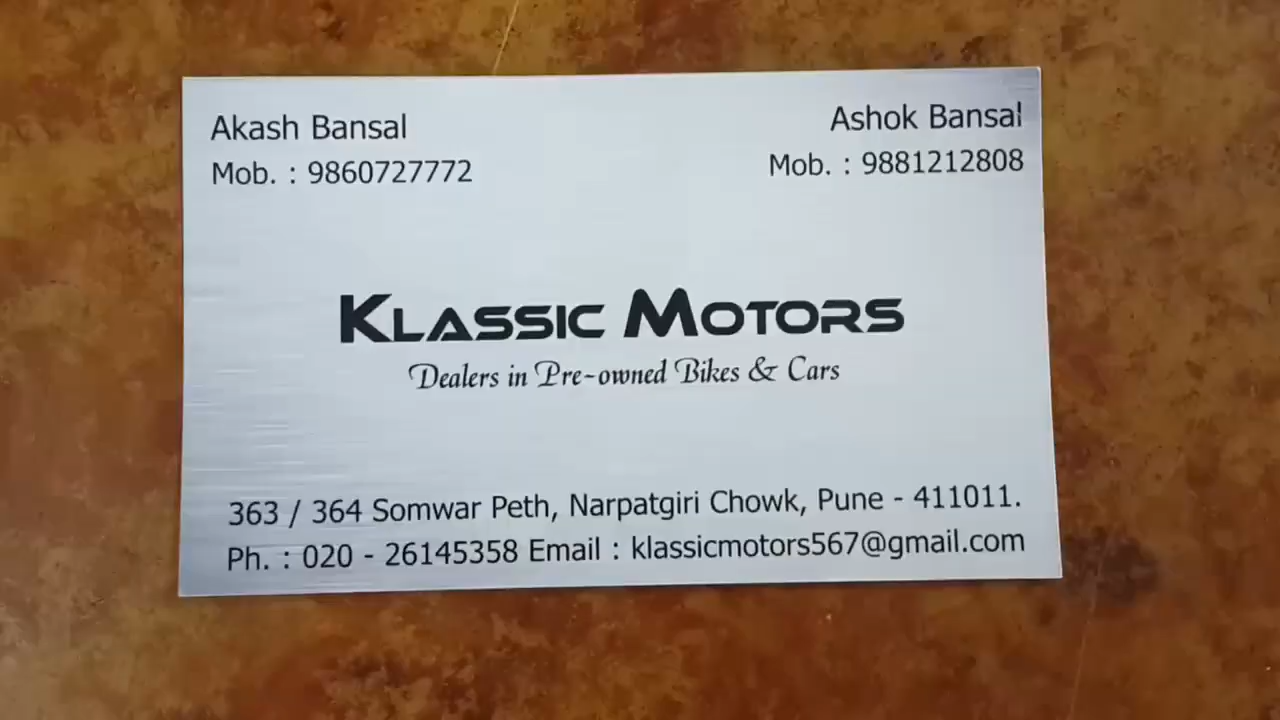 Akash Bansal
Mob. : 9860727772
Ashok Bansal
Mob. : 9881212808
KLASSIC MOTORS
Dealers in Pre-owned Bikes & Cars
363 / 364 Somwar Peth, Narpatgiri Chowk, Pune - 411011.
Ph. : 020 - 26145358 Email : klassicmotors567@gmail.com